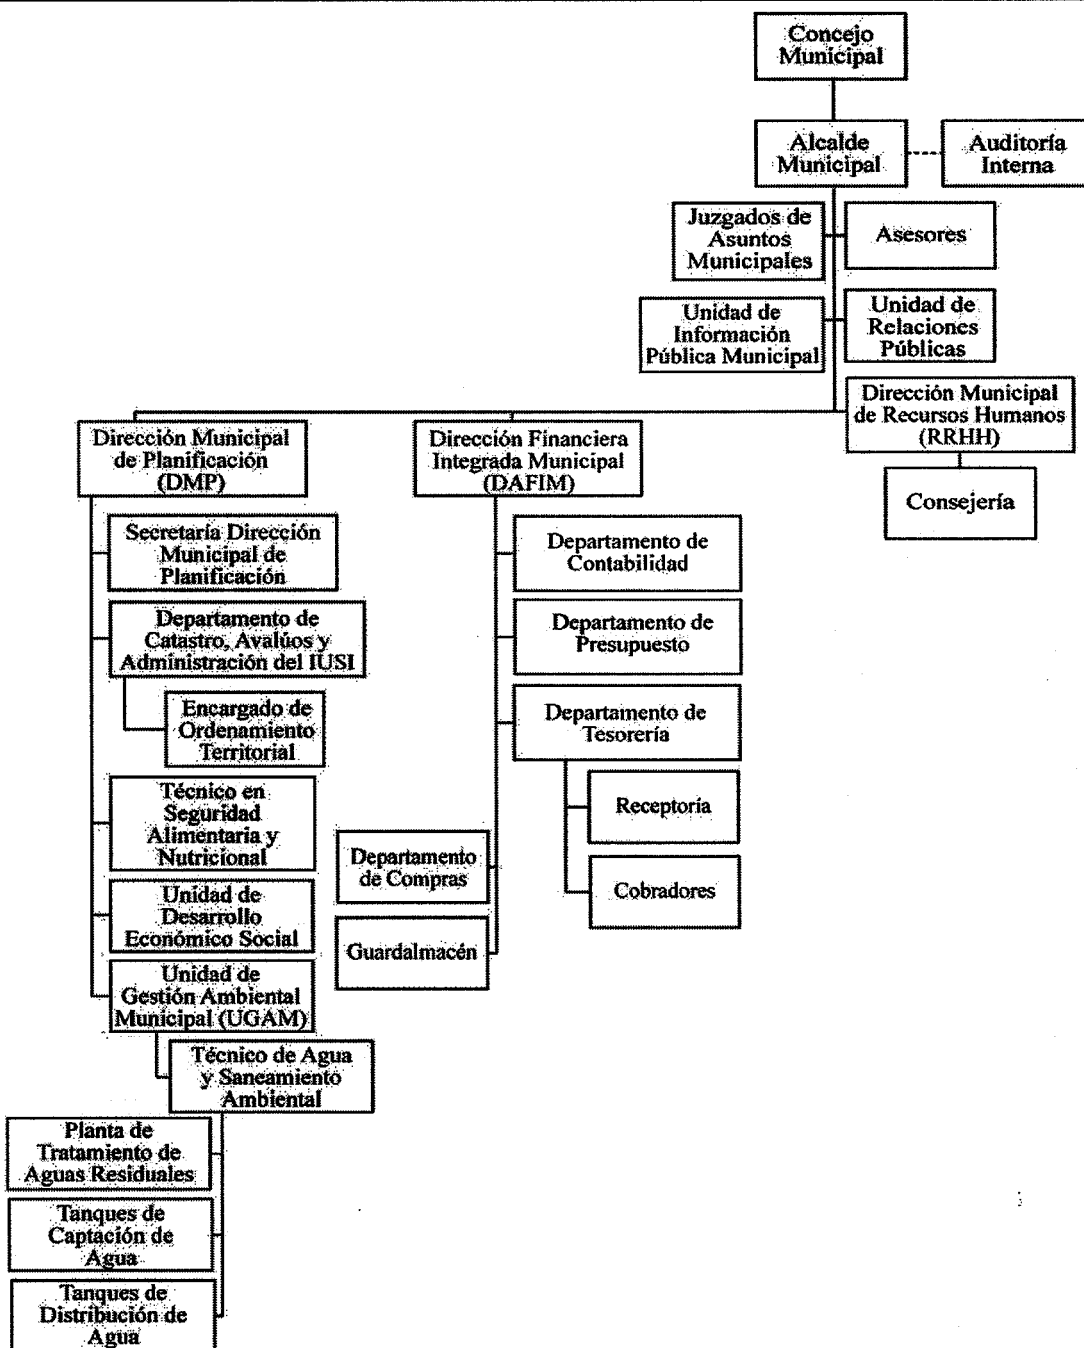 Concejo
Municipal
Alcalde
Municipal
Auditoría
Interna
Juzgados de
Asuntos
Municipales
Asesores
Unidad de
Información
Pública Municipal
Unidad de
Relaciones
Públicas
Dirección Municipal
de Recursos Humanos
(RRHH)
Consejería
Dirección Municipal
de Planificación
(DMP)
Secretaría Dirección
Municipal de
Planificación
Departamento de
Catastro, Avalúos y
Administración del IUSI
Encargado de
Ordenamiento
Territorial
Técnico en
Seguridad
Alimentaria y
Nutricional
Unidad de
Desarrollo
Económico Social
Unidad de
Gestión Ambiental
Municipal (UGAM)
Técnico de Agua
y Saneamiento
Ambiental
Planta de
Tratamiento de
Aguas Residuales
Tanques de
Captación de
Agua
Tanques de
Distribución de
Agua
Dirección Financiera
Integrada Municipal
(DAFIM)
Departamento de
Contabilidad
Departamento de
Presupuesto
Departamento de
Tesorería
Receptoría
Cobradores
Departamento
de Compras
Guardalmacén